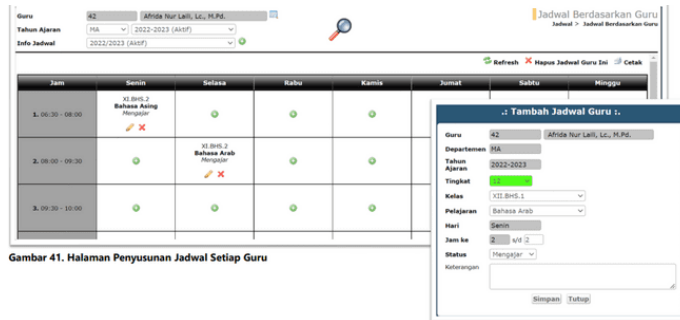 Guru 42 Afrida Nur Laili, Lc., M.Pd.
Tahun Ajaran MA 2022-2023 (Aktif)
Info Jadwal 2022/2023 (Aktif)
Jadwal Berdasarkan Guru
Jadwal > Jadwal Berdasarkan Guru
Refresh Hapus Jadwal Guru Ini Cetak
Jam Senin Selasa Rabu Kamis Jumat Sabtu Minggu
1. 06:30 - 08:00
XI.BHS.2
Bahasa Asing
Mengajar
2. 08:00 - 09:30
XI.BHS.2
Bahasa Arab
Mengajar
3. 09:30 - 10:00
.: Tambah Jadwal Guru :.
Guru 42 Afrida Nur Laili, Lc., M.Pd.
Departemen MA
Tahun
Ajaran 2022-2023
Tingkat 12
Kelas XII.BHS.1
Pelajaran Bahasa Arab
Hari Senin
Jam ke 2 s/d 2
Status Mengajar
Keterangan
Simpan Tutup
Gambar 41. Halaman Penyusunan Jadwal Setiap Guru